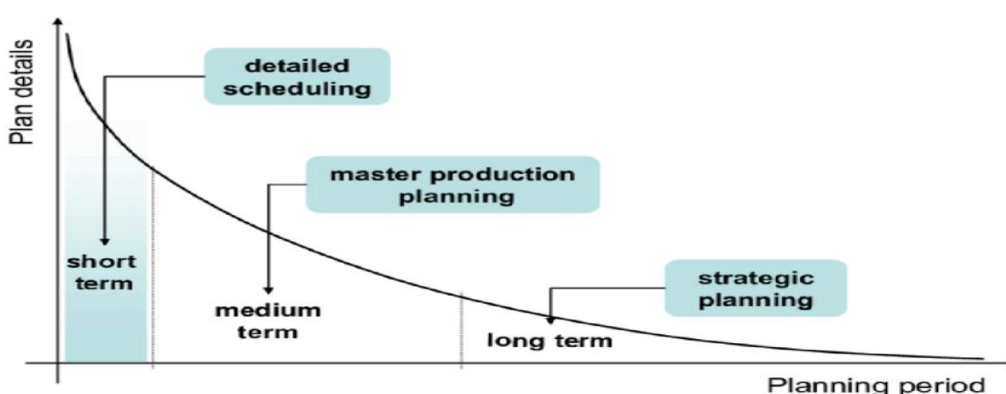 Plan details
detailed
scheduling
master production
planning
strategic
planning
short
term
medium
term
long term
Planning period